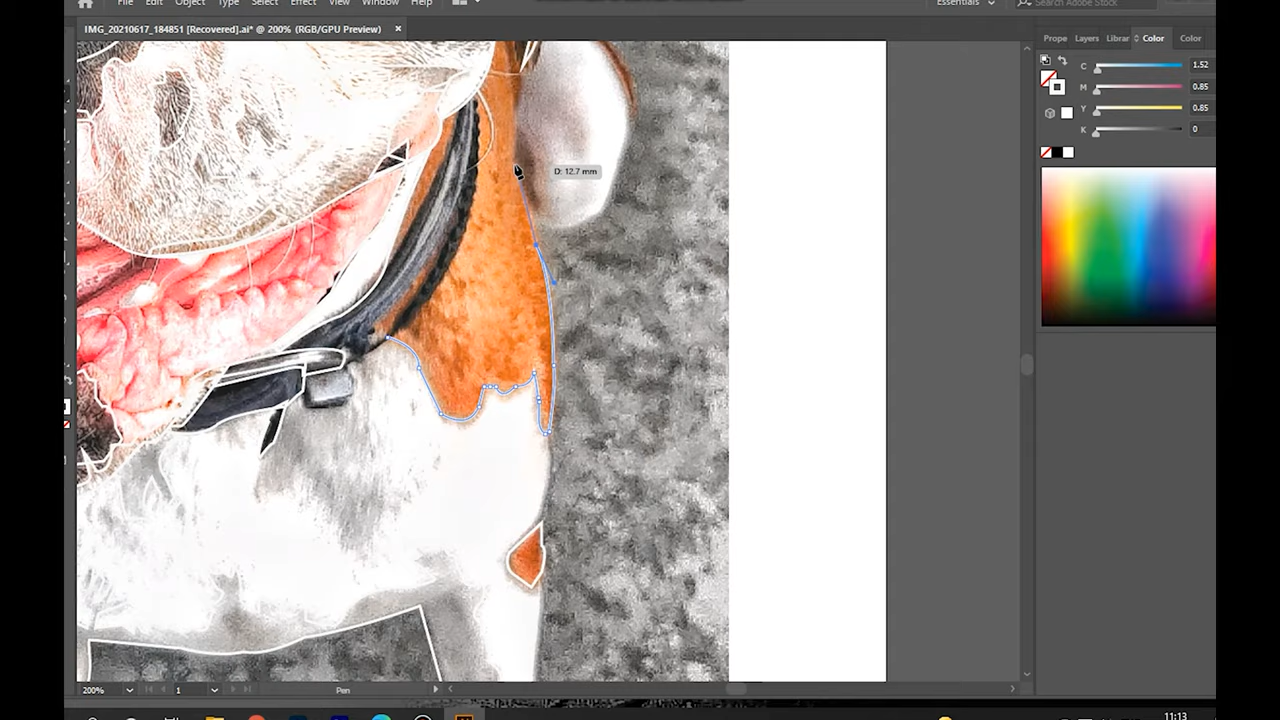 File Edit Object Type Select Effect View Window Help Essentials Search Adobe Stock
IMG_20210617_184851 [Recovered].ai* @ 200% (RGB/GPU Preview) ×
Prope Layers Librar Color Color
C 1.52
M 0.85
Y 0.85
K 0
D: 12.7 mm
200% 1 Pen
11:13